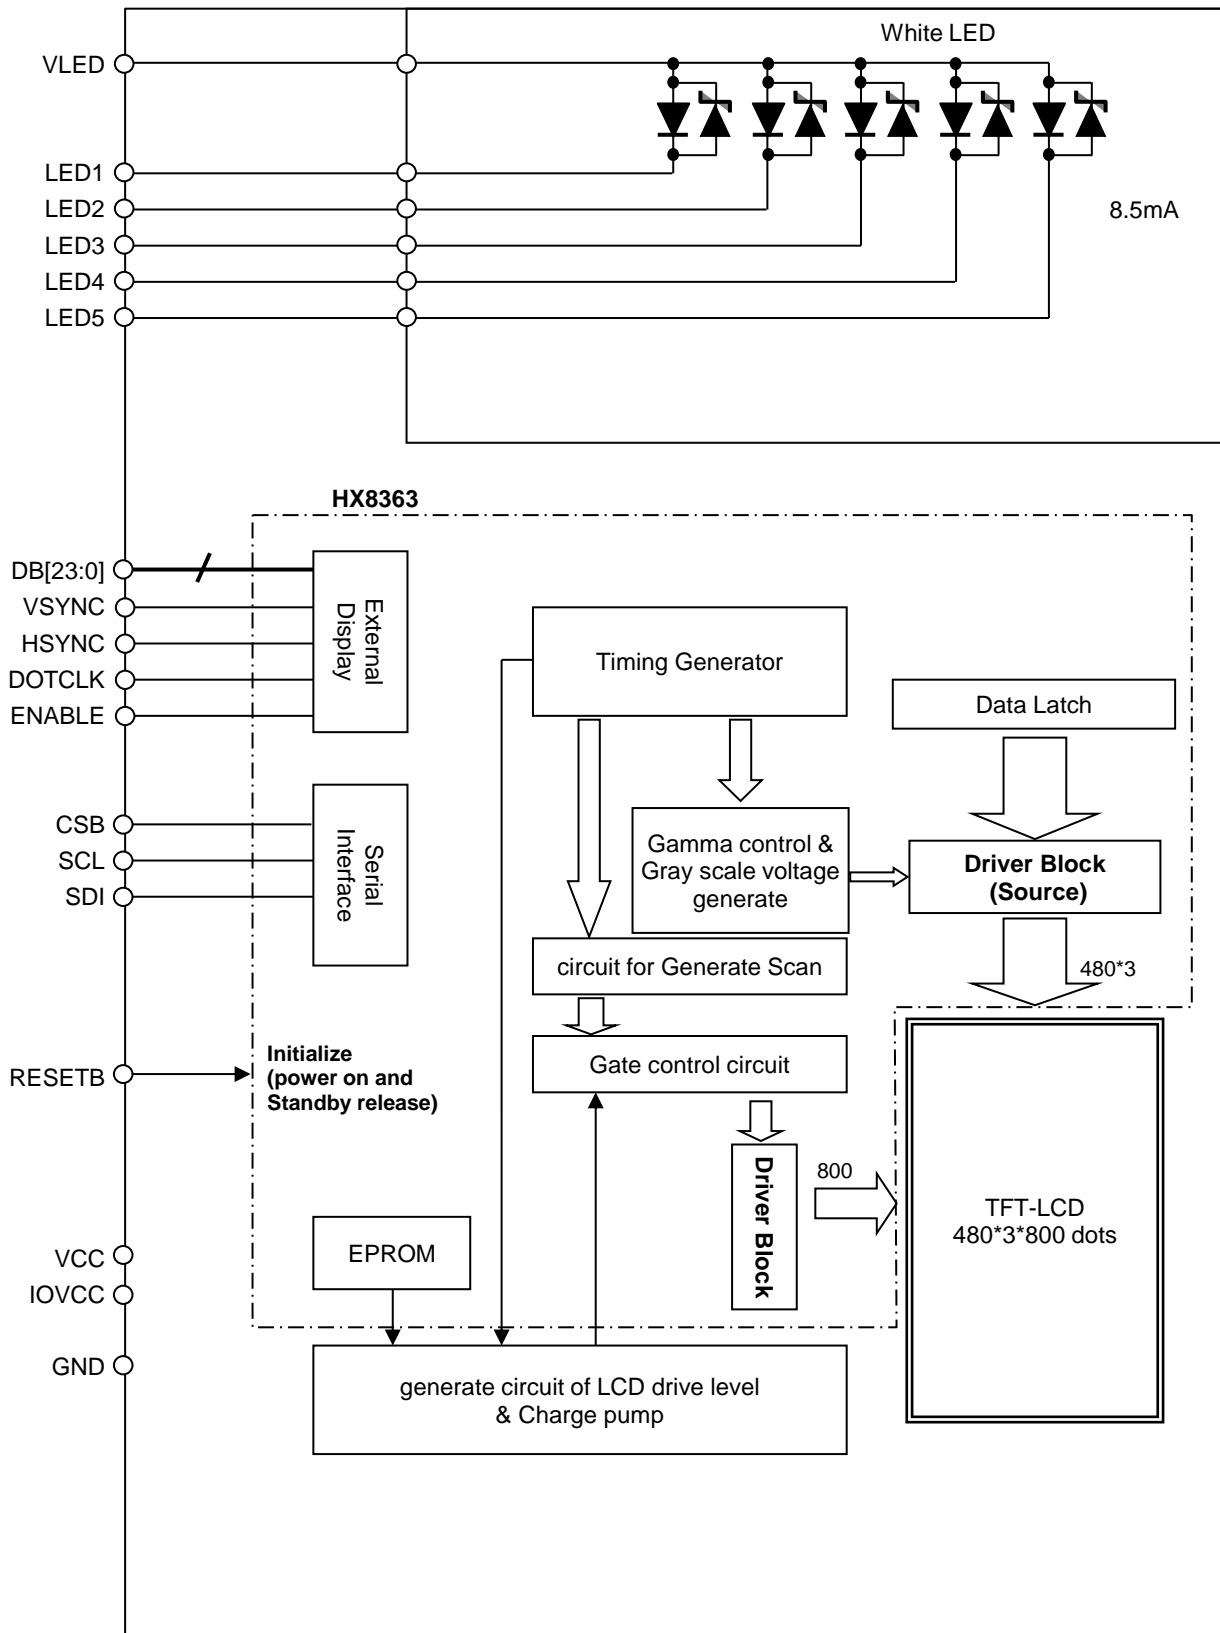 White LED
VLED
LED1
LED2
8.5mA
LED3
LED4
LED5
HX8363
DB[23:0]
VSYNC
HSYNC
DOTCLK
ENABLE
External
Display
Timing Generator
Data Latch
CSB
SCL
SDI
Serial
Interface
Gamma control &
Gray scale voltage
generate
Driver Block
(Source)
circuit for Generate Scan
480*3
RESETB
Initialize
(power on and
Standby release)
Gate control circuit
Driver Block
800
TFT-LCD
480*3*800 dots
VCC
IOVCC
GND
EPROM
generate circuit of LCD drive level
& Charge pump